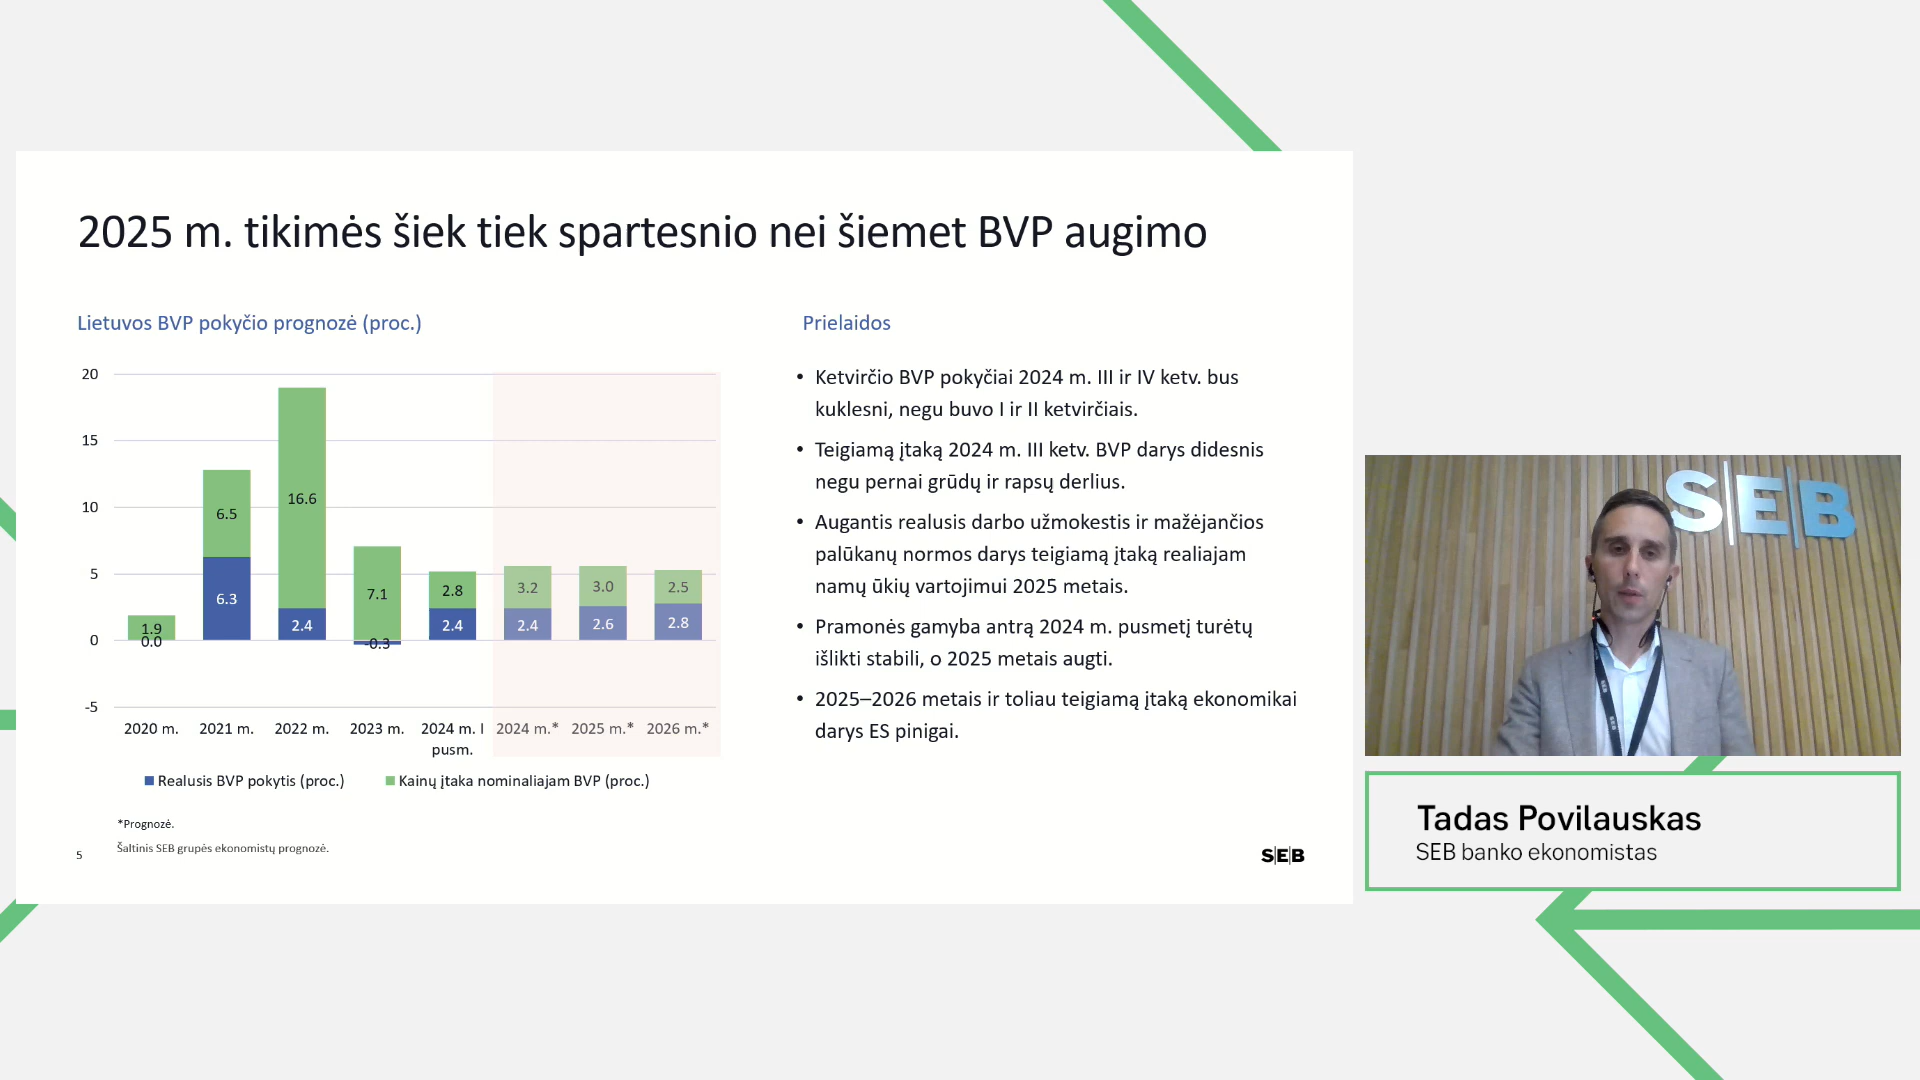 2025 m. tikimės šiek tiek spartesnio nei šiemet BVP augimo
Lietuvos BVP pokyčio prognozė (proc.)
20
15
10
5
0
-5
1.9
0.0
6.5
6.3
16.6
2.4
7.1
-0.3
2.8
2.4
3.2
2.4
3.0
2.6
2.5
2.8
2020 m.
2021 m.
2022 m.
2023 m.
2024 m. I
pusm.
2024 m.*
2025 m.*
2026 m.*
Realusis BVP pokytis (proc.)
Kainų įtaka nominaliajam BVP (proc.)
*Prognozė.
Šaltinis SEB grupės ekonomistų prognozė.
5
Prielaidos
• Ketvirčio BVP pokyčiai 2024 m. III ir IV ketv. bus
kuklesni, negu buvo I ir II ketvirčiais.
• Teigiamą įtaką 2024 m. III ketv. BVP darys didesnis
negu pernai grūdų ir rapsų derlius.
• Augantis realusis darbo užmokestis ir mažėjančios
palūkanų normos darys teigiamą įtaką realiajam
namų ūkių vartojimui 2025 metais.
• Pramonės gamyba antrą 2024 m. pusmetį turėtų
išlikti stabili, o 2025 metais augti.
• 2025–2026 metais ir toliau teigiamą įtaką ekonomikai
darys ES pinigai.
SEB
SEB
Tadas Povilauskas
SEB banko ekonomistas